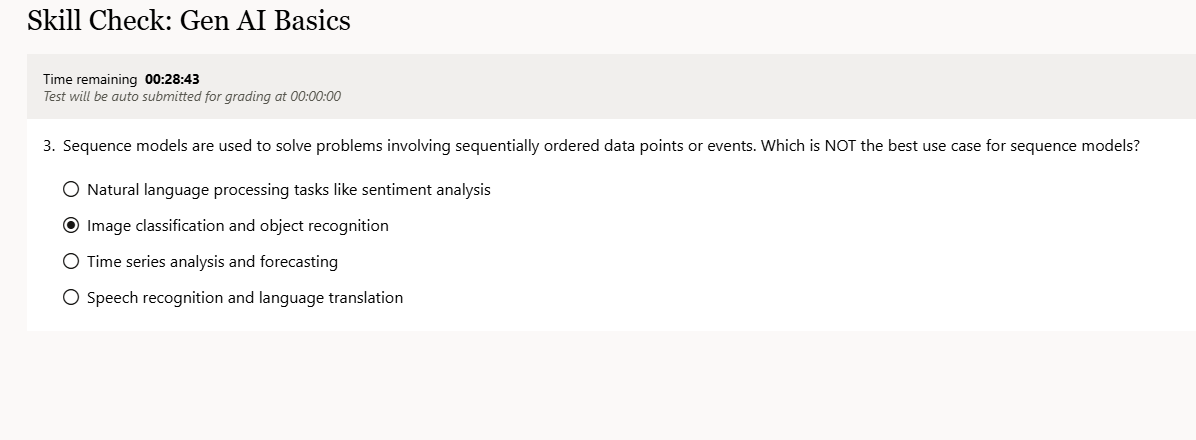 Skill Check: Gen AI Basics
Time remaining 00:28:43
Test will be auto submitted for grading at 00:00:00
3. Sequence models are used to solve problems involving sequentially ordered data points or events. Which is NOT the best use case for sequence models?
Natural language processing tasks like sentiment analysis
Image classification and object recognition
Time series analysis and forecasting
Speech recognition and language translation